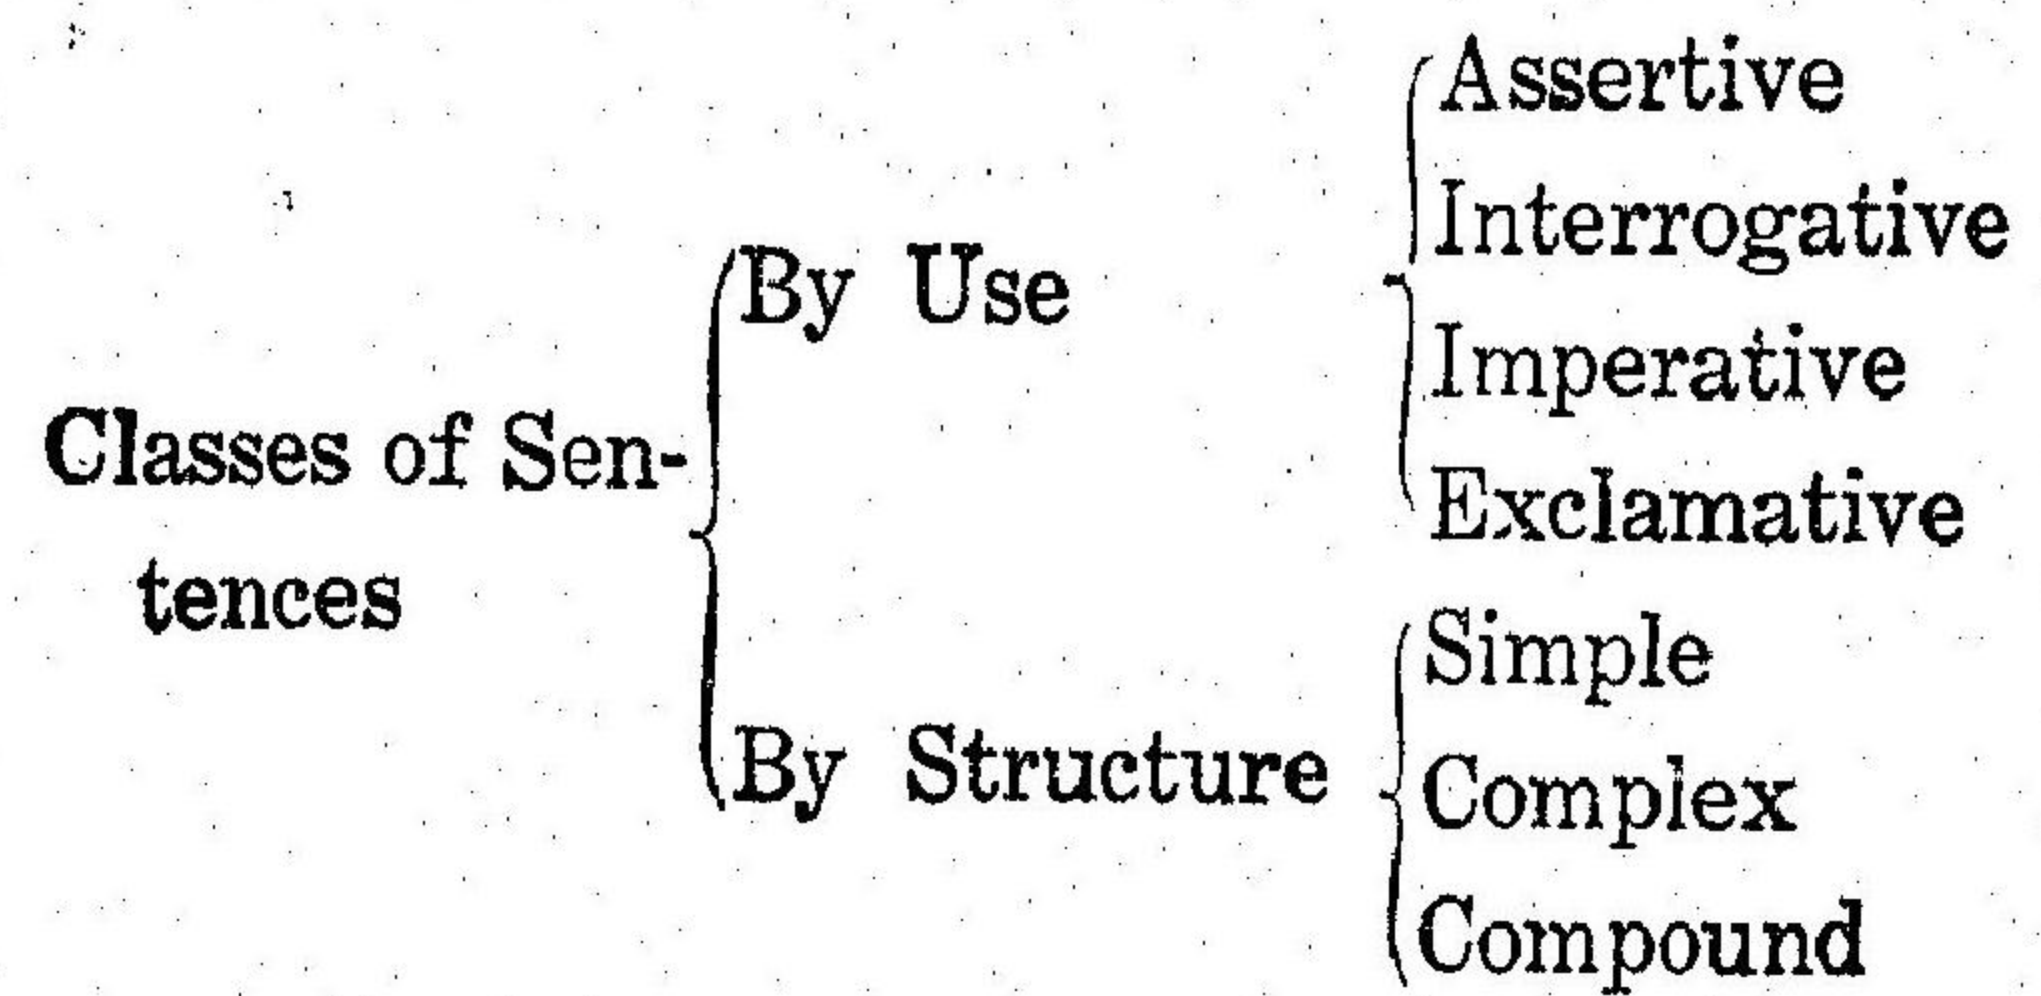 Assertive
Interrogative
By Use
Imperative
Classes of Sen-
Exclamative
tences
Simple
By Structure
Complex
Compound